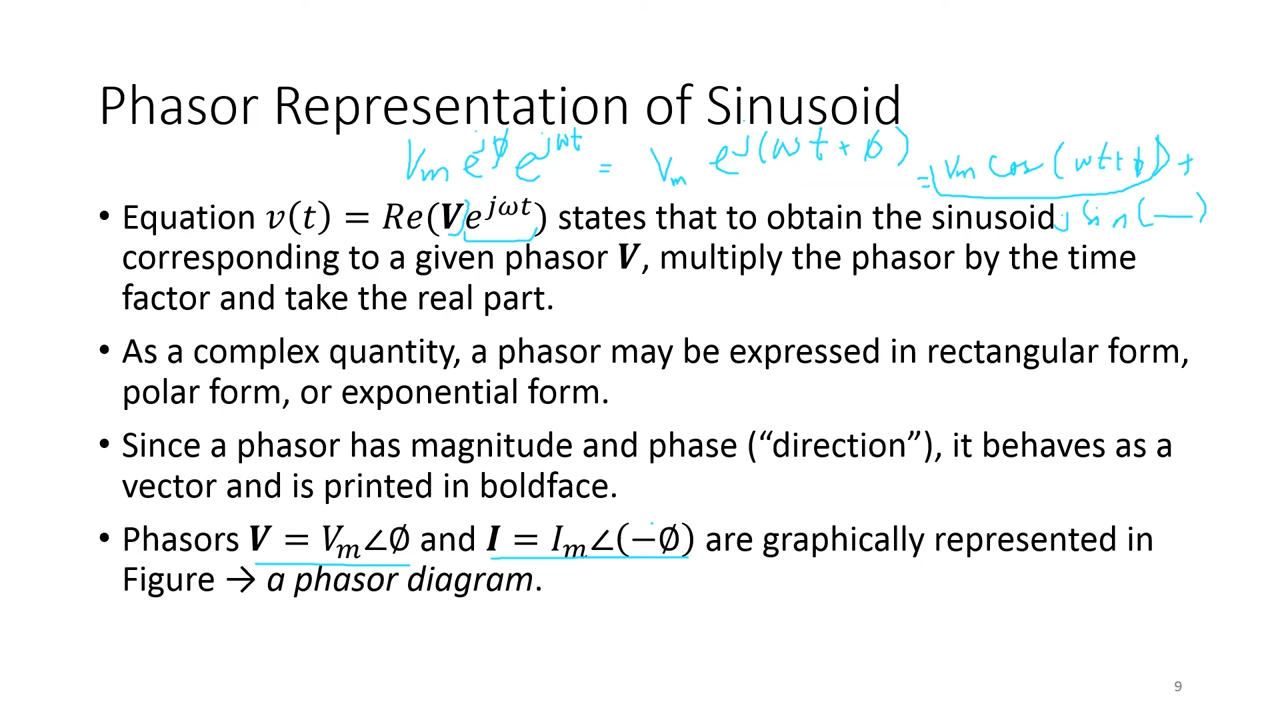 Phasor Representation of Sinusoid
Vm e^jø e^jωt = Vm e^j(ωt + ø) = Vm cos(ωt+ø) +
j sin(—)
• Equation 𝑣(𝑡) = 𝑅𝑒(𝑽𝑒^𝑗𝜔𝑡) states that to obtain the sinusoid
corresponding to a given phasor 𝑽, multiply the phasor by the time
factor and take the real part.
• As a complex quantity, a phasor may be expressed in rectangular form,
polar form, or exponential form.
• Since a phasor has magnitude and phase (“direction”), it behaves as a
vector and is printed in boldface.
• Phasors 𝑽 = 𝑉𝑚∠∅ and 𝑰 = 𝐼𝑚∠(−∅) are graphically represented in
Figure → a phasor diagram.
9